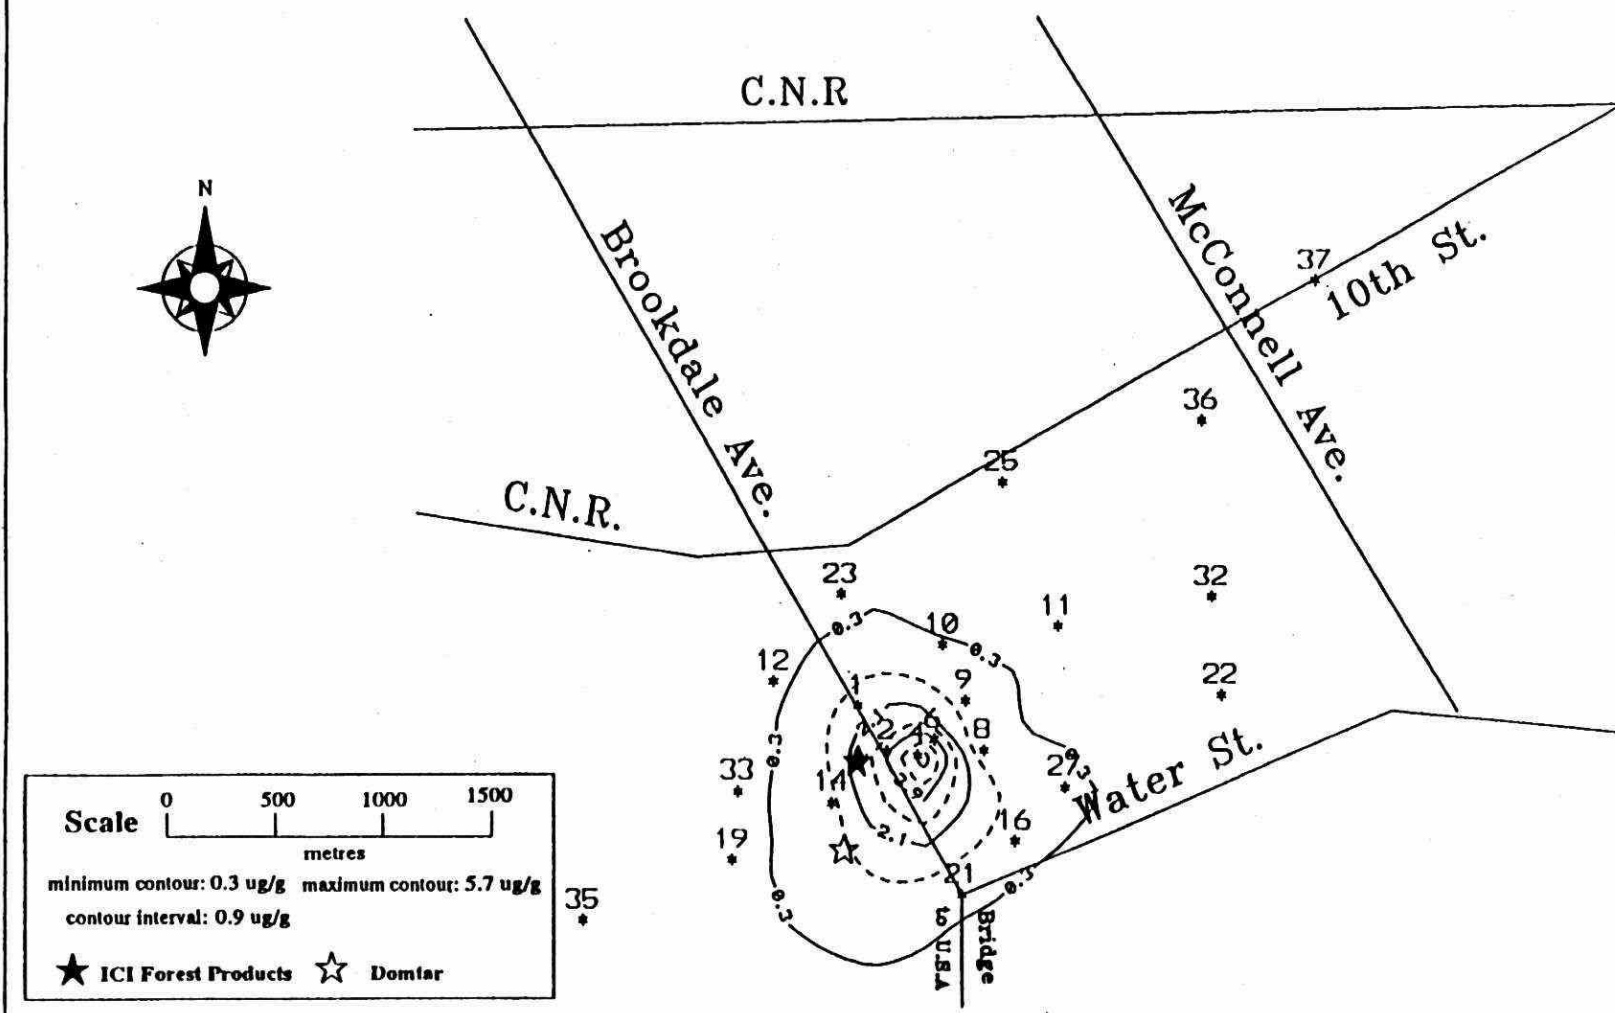 C.N.R
N
Brookdale Ave.
McConnell Ave.
37
10th St.
36
25
C.N.R.
23
32
11
10
0.3
0.3
12
22
1
9
2
4
6
8
0.3
0.3
33
14
27
Water St.
2.1
16
19
21
0.3
0.3
35
Bridge
to U.S.A
Scale
0 500 1000 1500
metres
minimum contour: 0.3 ug/g maximum contour: 5.7 ug/g
contour interval: 0.9 ug/g
ICI Forest Products Domtar